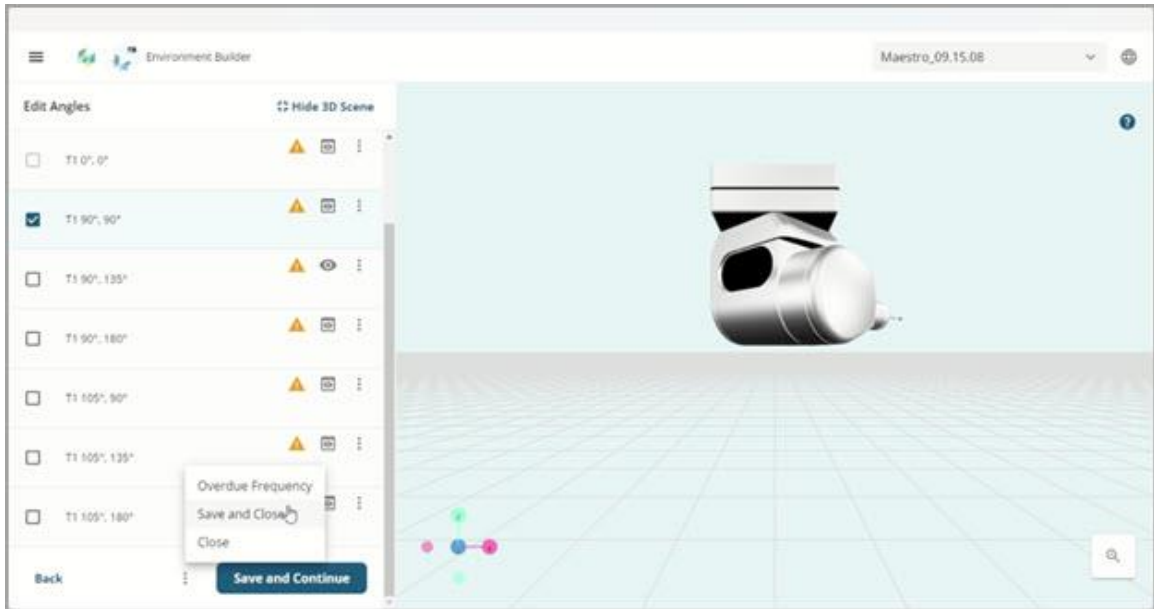 Environment Builder
Maestro_09.15.08
Edit Angles
Hide 3D Scene
T1 0°, 0°
T1 90°, 90°
T1 90°, 135°
T1 90°, 180°
T1 105°, 90°
T1 105°, 135°
T1 105°, 180°
Overdue Frequency
Save and Close
Close
Back
Save and Continue